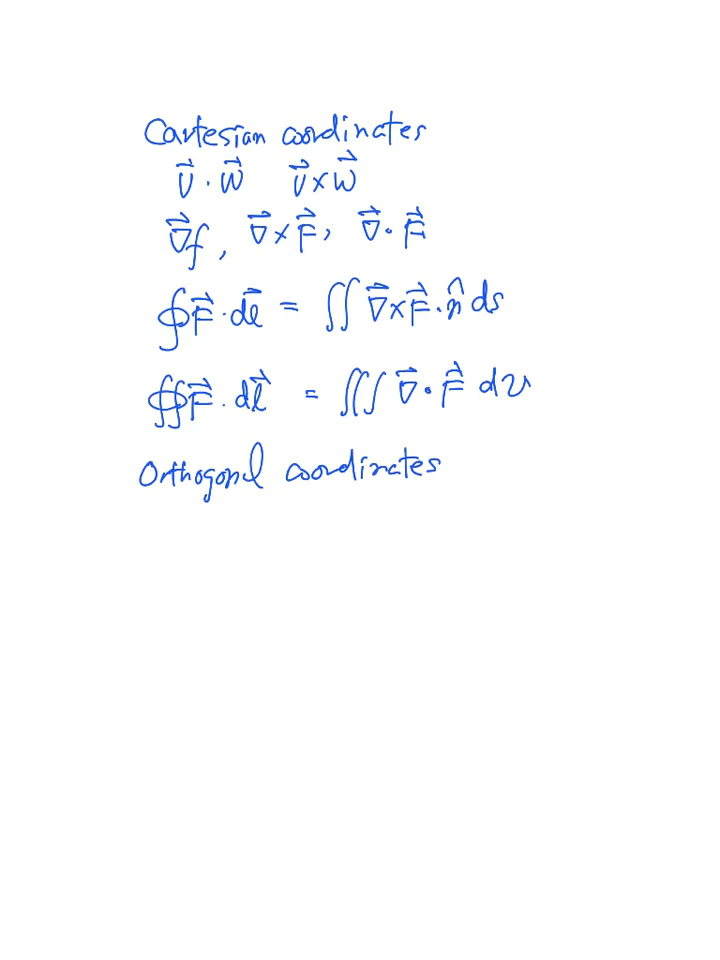 Cartesian coordinates
v⃗ · w⃗   v⃗ × w⃗
∇⃗f, ∇⃗ × F⃗, ∇⃗ · F⃗
∮F⃗ · dl⃗ = ∬ ∇⃗ × F⃗ · n̂ ds
∯F⃗ · dl⃗ = ∭ ∇⃗ · F⃗ dv
Orthogonal coordinates